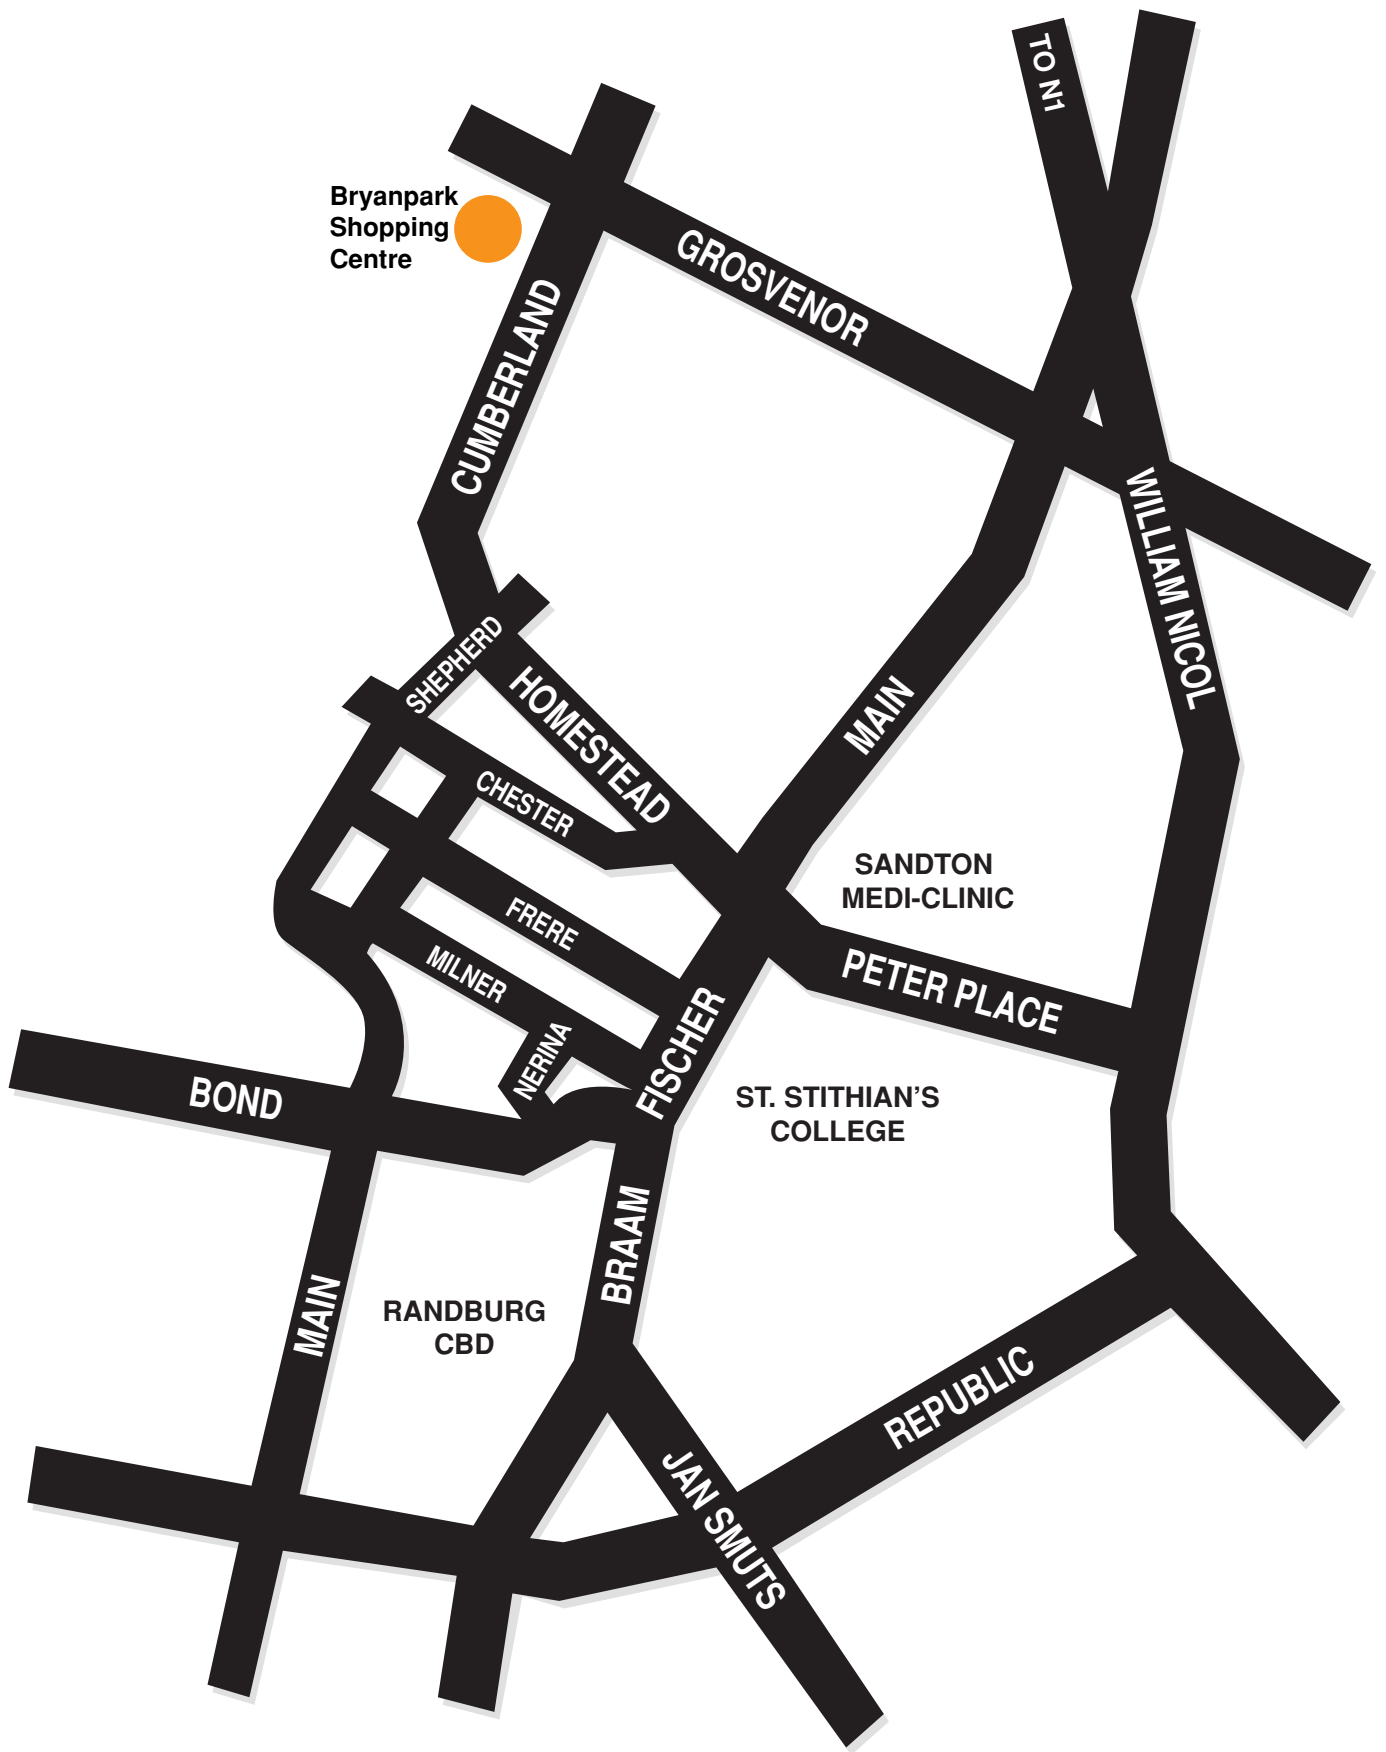 TO N1
Bryanpark
Shopping
Centre
GROSVENOR
CUMBERLAND
WILLIAM NICOL
SHEPHERD
HOMESTEAD
MAIN
CHESTER
SANDTON
MEDI-CLINIC
FRERE
MILNER
PETER PLACE
FISCHER
NERINA
BOND
ST. STITHIAN'S
COLLEGE
BRAAM
MAIN
RANDBURG
CBD
REPUBLIC
JAN SMUTS